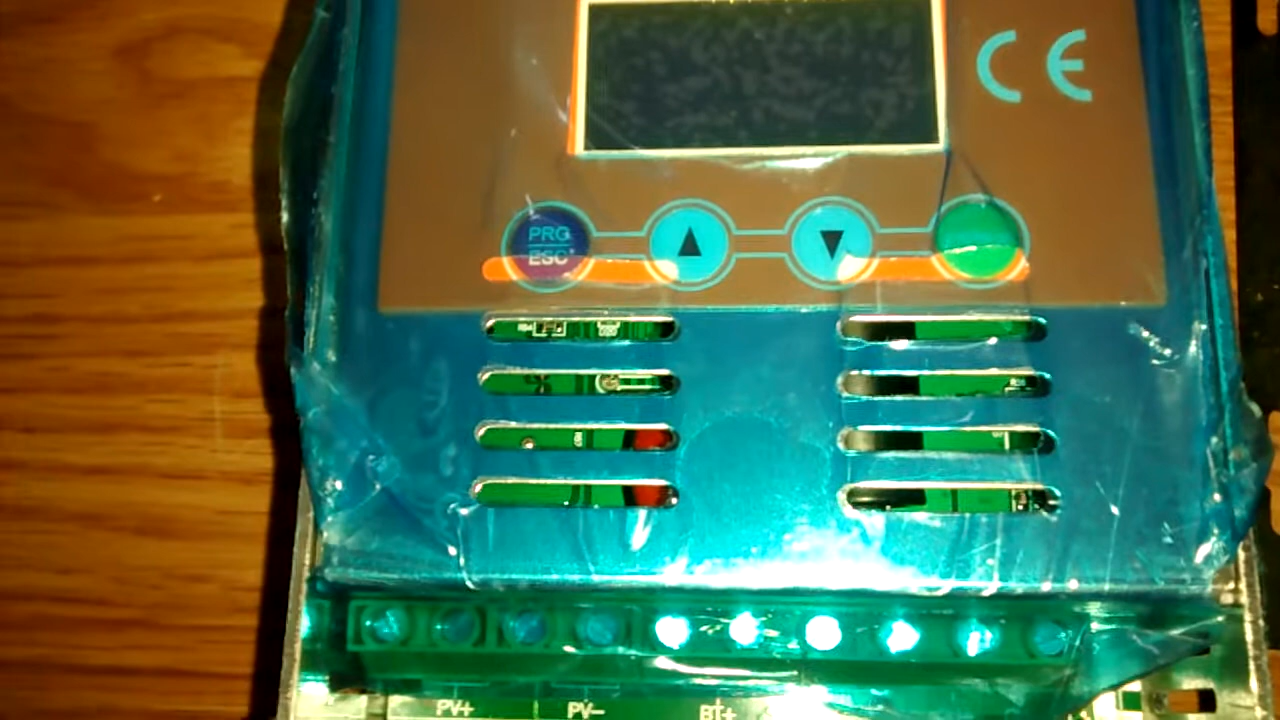 CE
PRG
ESC
PV+
PV-
BT+